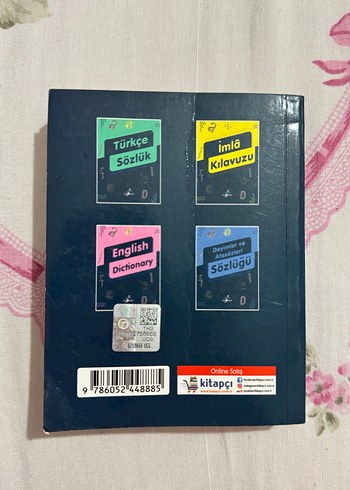 Türkçe
Sözlük
İmlâ
Kılavuzu
English
Dictionary
Deyimler ve
Atasözleri
Sözlüğü
9 786052 448885
Online Satış
kitapçı